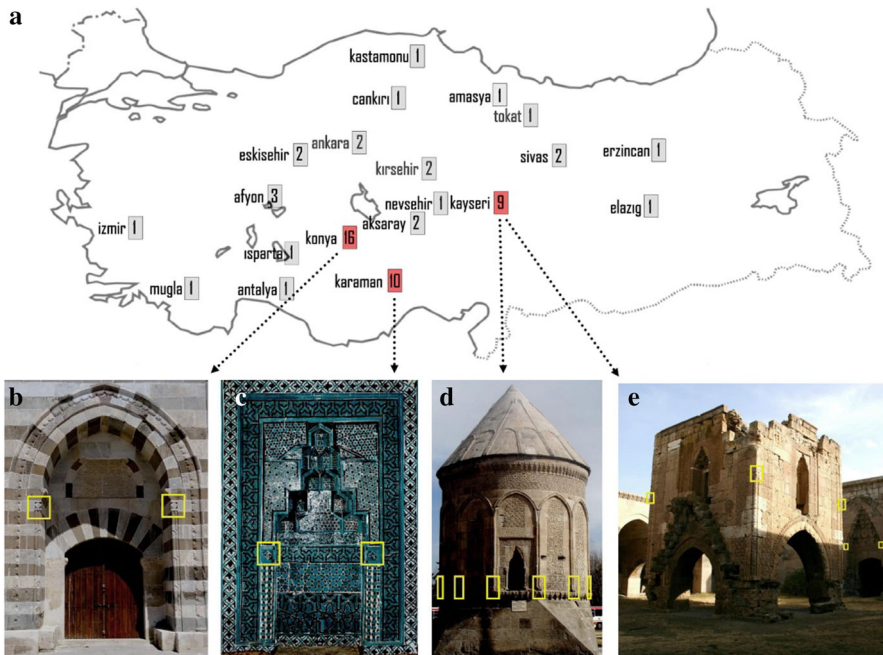 a
kastamonu 1
cankırı 1
amasya 1
tokat 1
ankara 2
eskisehir 2
sivas 2
erzincan 1
kırsehir 2
afyon 3
nevsehir 1
kayseri 9
elazıg 1
aksaray 2
izmir 1
konya 16
ısparta 1
karaman 10
mugla 1
antalya 1
b
c
d
e